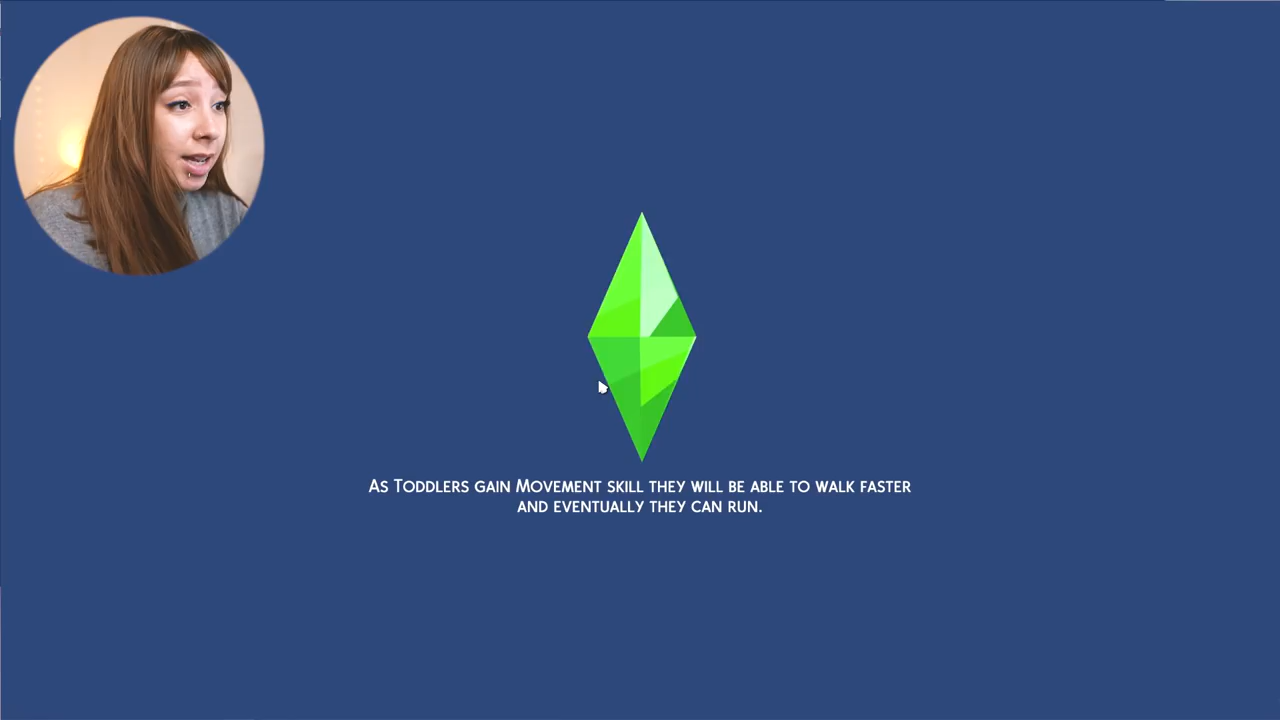 As Toddlers gain Movement skill they will be able to walk faster
and eventually they can run.